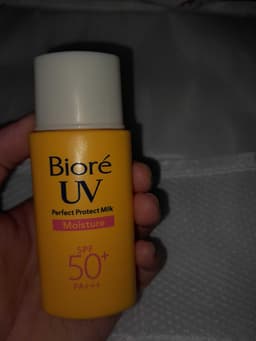 Bioré
UV
Perfect Protect Milk
Moisture
SPF
50+
PA+++